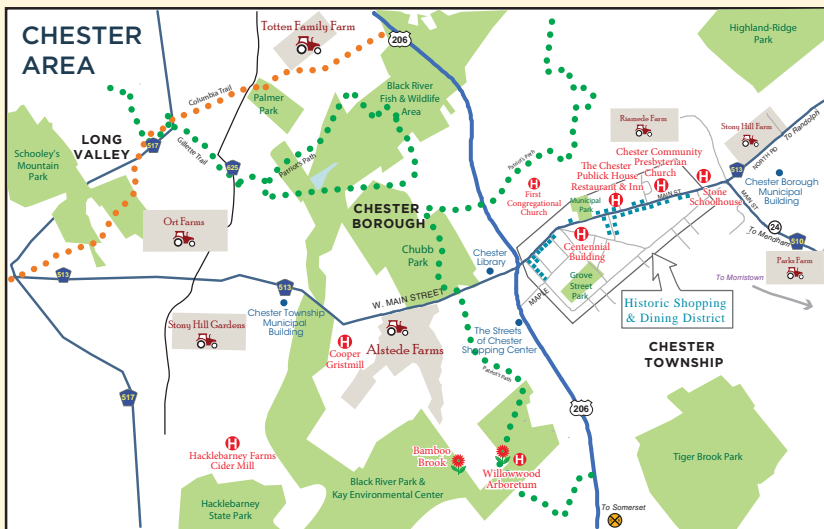 CHESTER
AREA
Totten Family Farm
206
Highland-Ridge
Park
Columbia Trail
Palmer
Park
Black River
Fish & Wildlife
Area
Riamede Farm
Stony Hill Farm
To Randolph
LONG
VALLEY
517
Gillette Trail
625
Patriot's Path
Patriot's Path
Schooley's
Mountain
Park
Chester Community
Presbyterian
Church
The Chester
Publick House
Restaurant & Inn
H
H
H
H
First
Congregational
Church
Municipal
Park
MAIN ST.
Stone
Schoolhouse
513
NORTH RD
MAIN ST.
Chester Borough
Municipal
Building
24
To Mendham
510
Ort Farms
CHESTER
BOROUGH
Chubb
Park
Chester
Library
H
Centennial
Building
Grove
Street
Park
MAPLE
Parks Farm
To Morristown
513
513
W. MAIN STREET
Chester Township
Municipal
Building
Historic Shopping
& Dining District
Stony Hill Gardens
Alstede Farms
H
Cooper
Gristmill
The Streets
of Chester
Shopping Center
CHESTER
TOWNSHIP
Patriot's Path
517
206
H
Hacklebarney Farms
Cider Mill
Bamboo
Brook
H
Willowwood
Arboretum
Tiger Brook Park
Black River Park &
Kay Environmental Center
Hacklebarney
State Park
To Somerset